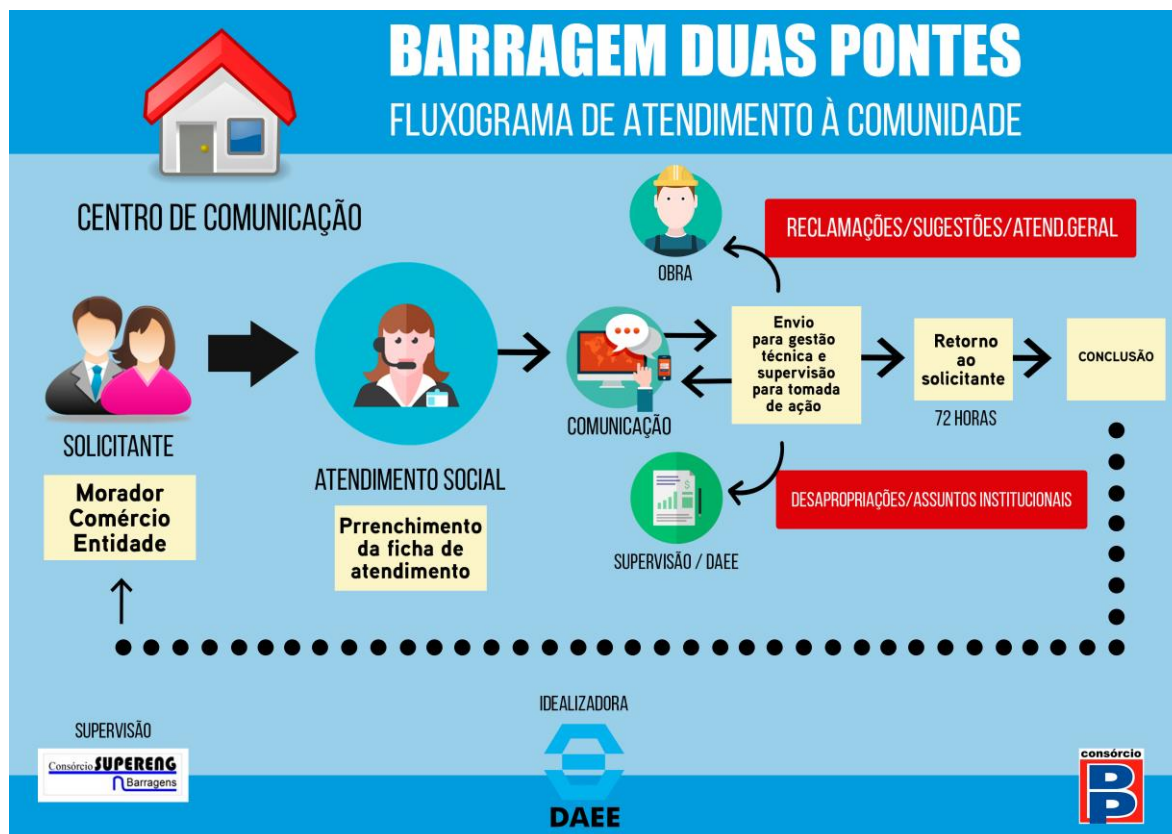 BARRAGEM DUAS PONTES
FLUXOGRAMA DE ATENDIMENTO À COMUNIDADE
CENTRO DE COMUNICAÇÃO
SOLICITANTE
Morador
Comércio
Entidade
ATENDIMENTO SOCIAL
Prrenchimento
da ficha de
atendimento
COMUNICAÇÃO
OBRA
RECLAMAÇÕES/SUGESTÕES/ATEND.GERAL
Envio
para gestão
técnica e
supervisão
para tomada
de ação
SUPERVISÃO / DAEE
DESAPROPRIAÇÕES/ASSUNTOS INSTITUCIONAIS
Retorno
ao
solicitante
72 HORAS
CONCLUSÃO
SUPERVISÃO
Consórcio SUPERENG
Barragens
IDEALIZADORA
DAEE
consórcio
BP